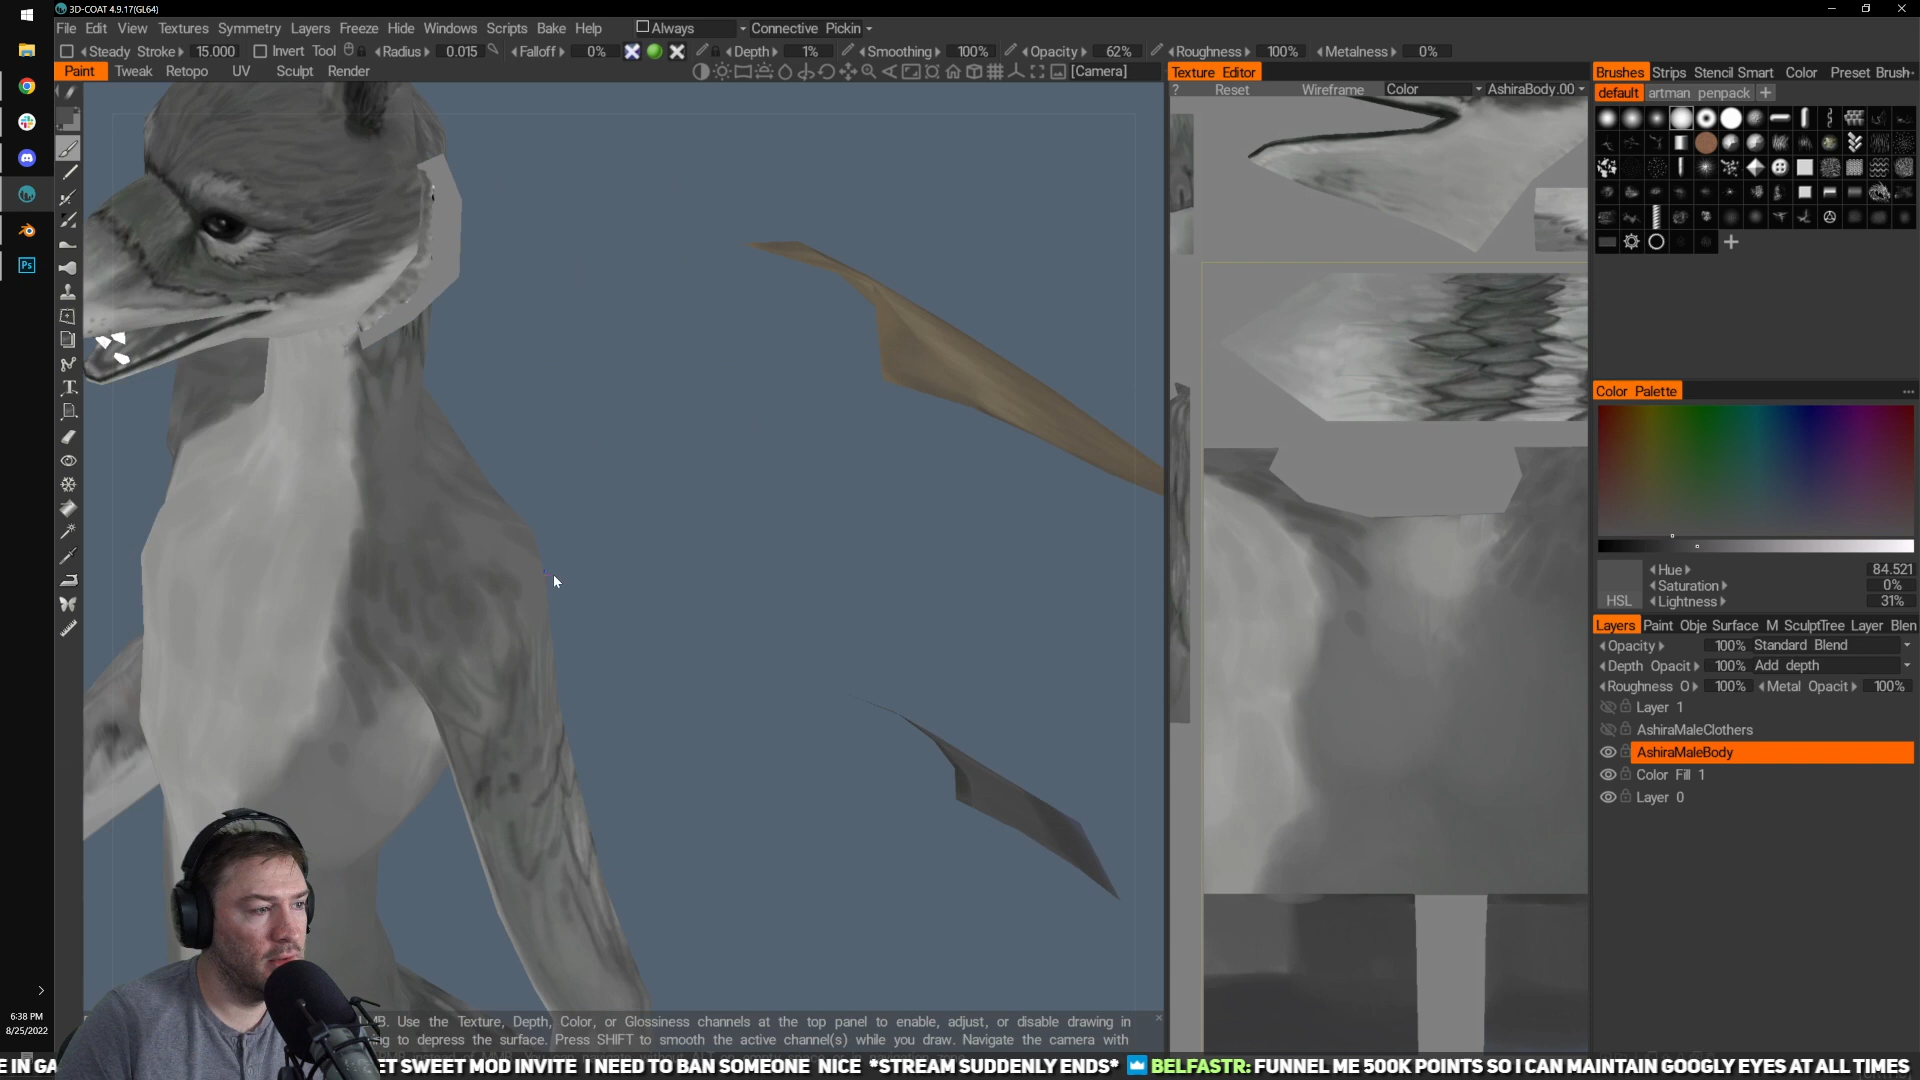 3D-COAT 4.9.17(GL64)
File Edit View Textures Symmetry Layers Freeze Hide Windows Scripts Bake Help Always Connective Pickin
Steady Stroke 15.000 Invert Tool Radius 0.015 Falloff 0% Depth 1% Smoothing 100% Opacity 62% Roughness 100% Metalness 0%
Paint Tweak Retopo UV Sculpt Render [Camera]
Texture Editor
? Reset Wireframe Color AshiraBody.00
Brushes Strips Stencil Smart Color Preset Brush
default artman penpack
Color Palette
Hue 84.521
Saturation 0%
HSL Lightness 31%
Layers Paint Obje Surface M SculptTree Layer Blen
Opacity 100% Standard Blend
Depth Opacit 100% Add depth
Roughness O 100% Metal Opacit 100%
Layer 1
AshiraMaleClothers
AshiraMaleBody
Color Fill 1
Layer 0
Ps
6:38 PM
8/25/2022
MB. Use the Texture, Depth, Color, or Glossiness channels at the top panel to enable, adjust, or disable drawing in
ng to depress the surface. Press SHIFT to smooth the active channel(s) while you draw. Navigate the camera with
E IN GA ET SWEET MOD INVITE I NEED TO BAN SOMEONE NICE *STREAM SUDDENLY ENDS* BELFASTR: FUNNEL ME 500K POINTS SO I CAN MAINTAIN GOOGLY EYES AT ALL TIMES